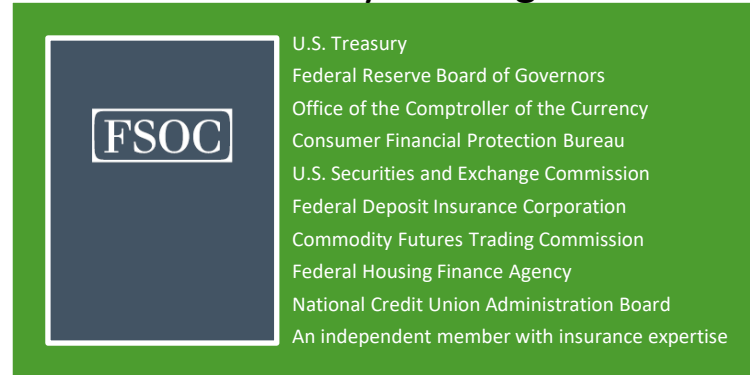 FSOC
U.S. Treasury
Federal Reserve Board of Governors
Office of the Comptroller of the Currency
Consumer Financial Protection Bureau
U.S. Securities and Exchange Commission
Federal Deposit Insurance Corporation
Commodity Futures Trading Commission
Federal Housing Finance Agency
National Credit Union Administration Board
An independent member with insurance expertise